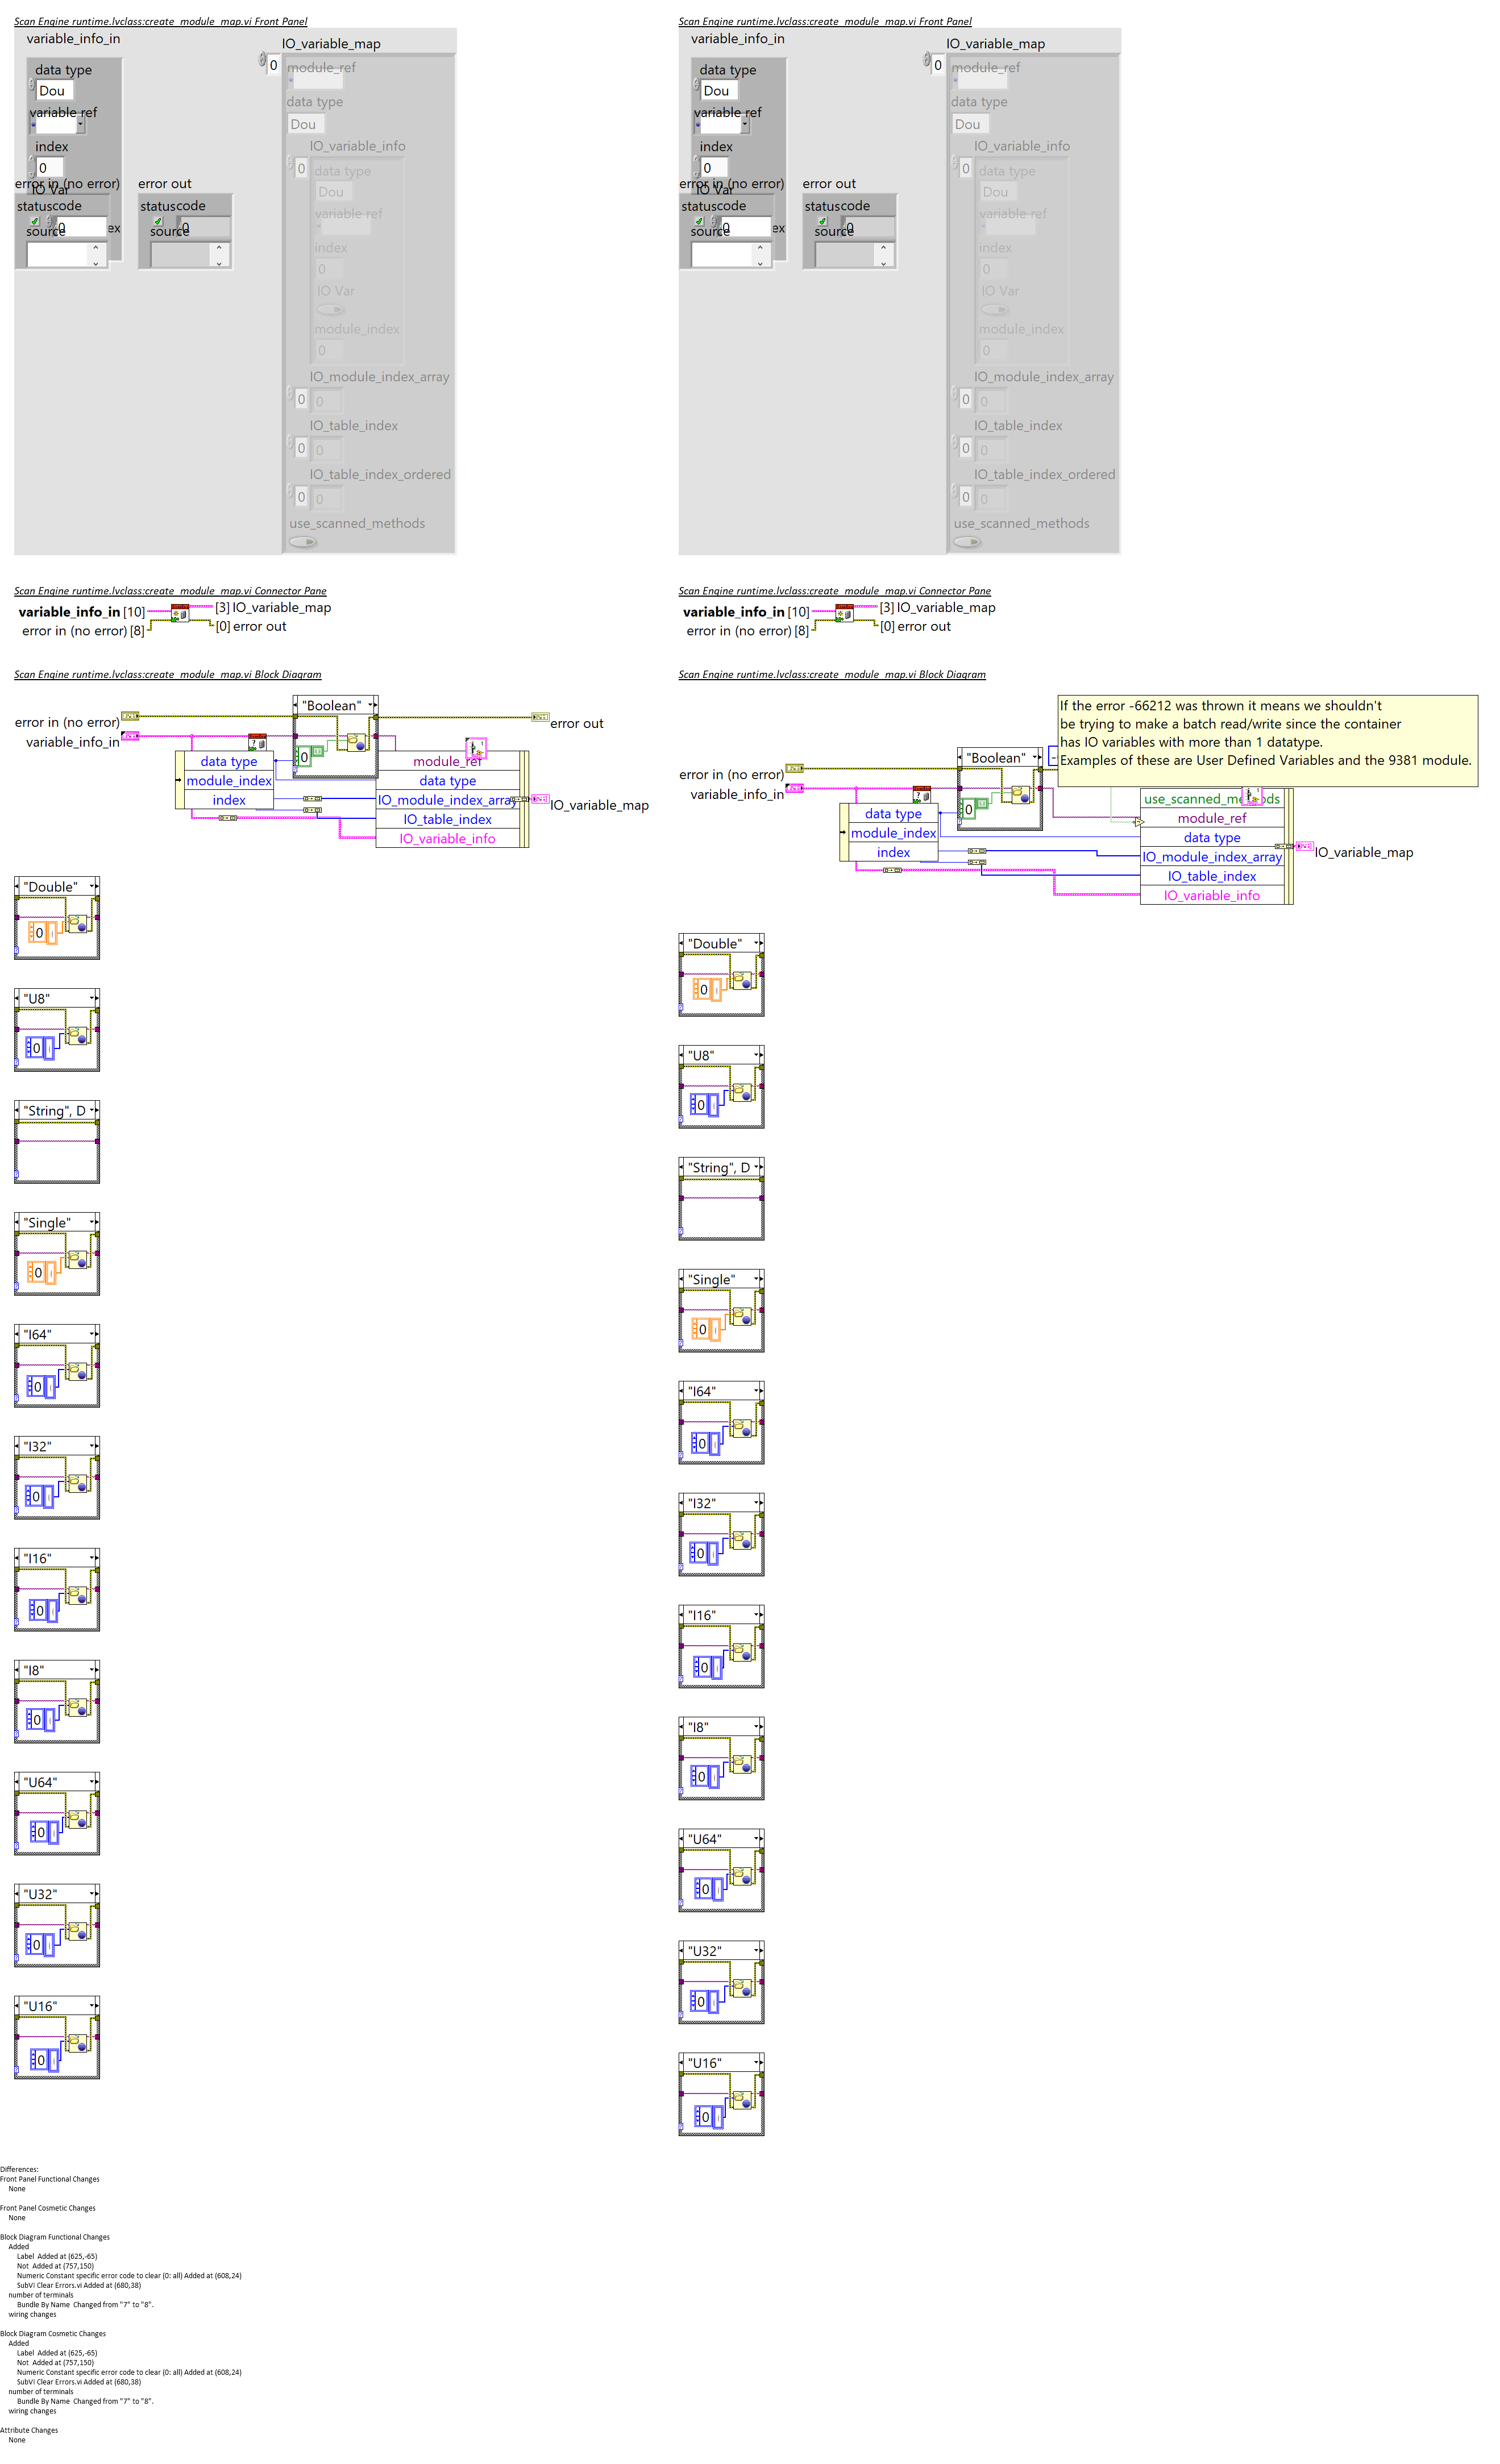 Scan Engine runtime.lvclass:create_module_map.vi Front Panel
variable_info_in
IO_variable_map
data type
Dou
variable ref
index
0
IO Var
error in (no error)
status code
0
source
ex
error out
status code
0
source
0
module_ref
data type
Dou
IO_variable_info
0
data type
Dou
variable ref
index
0
IO Var
module_index
0
IO_module_index_array
0
0
IO_table_index
0
0
IO_table_index_ordered
0
0
use_scanned_methods
Scan Engine runtime.lvclass:create_module_map.vi Connector Pane
variable_info_in [10]
[3] IO_variable_map
error in (no error) [8]
[0] error out
Scan Engine runtime.lvclass:create_module_map.vi Block Diagram
"Boolean"
error in (no error)
variable_info_in
error out
0
data type
module_index
index
module_ref
data type
IO_module_index_array
IO_table_index
IO_variable_info
IO_variable_map
"Double"
0
"U8"
0
"String", D
"Single"
0
"I64"
0
"I32"
0
"I16"
0
"I8"
0
"U64"
0
"U32"
0
"U16"
0
Scan Engine runtime.lvclass:create_module_map.vi Front Panel
variable_info_in
IO_variable_map
data type
Dou
variable ref
index
0
IO Var
error in (no error)
status code
0
source
ex
error out
status code
0
source
0
module_ref
data type
Dou
IO_variable_info
0
data type
Dou
variable ref
index
0
IO Var
module_index
0
IO_module_index_array
0
0
IO_table_index
0
0
IO_table_index_ordered
0
0
use_scanned_methods
Scan Engine runtime.lvclass:create_module_map.vi Connector Pane
variable_info_in [10]
[3] IO_variable_map
error in (no error) [8]
[0] error out
Scan Engine runtime.lvclass:create_module_map.vi Block Diagram
If the error -66212 was thrown it means we shouldn't
be trying to make a batch read/write since the container
has IO variables with more than 1 datatype.
Examples of these are User Defined Variables and the 9381 module.
"Boolean"
error in (no error)
variable_info_in
0
data type
module_index
index
use_scanned_methods
module_ref
data type
IO_module_index_array
IO_table_index
IO_variable_info
IO_variable_map
"Double"
0
"U8"
0
"String", D
"Single"
0
"I64"
0
"I32"
0
"I16"
0
"I8"
0
"U64"
0
"U32"
0
"U16"
0
Differences:
Front Panel Functional Changes
None
Front Panel Cosmetic Changes
None
Block Diagram Functional Changes
Added
Label Added at (625,-65)
Not Added at (757,150)
Numeric Constant specific error code to clear (0: all) Added at (608,24)
SubVI Clear Errors.vi Added at (680,38)
number of terminals
Bundle By Name Changed from "7" to "8".
wiring changes
Block Diagram Cosmetic Changes
Added
Label Added at (625,-65)
Not Added at (757,150)
Numeric Constant specific error code to clear (0: all) Added at (608,24)
SubVI Clear Errors.vi Added at (680,38)
number of terminals
Bundle By Name Changed from "7" to "8".
wiring changes
Attribute Changes
None